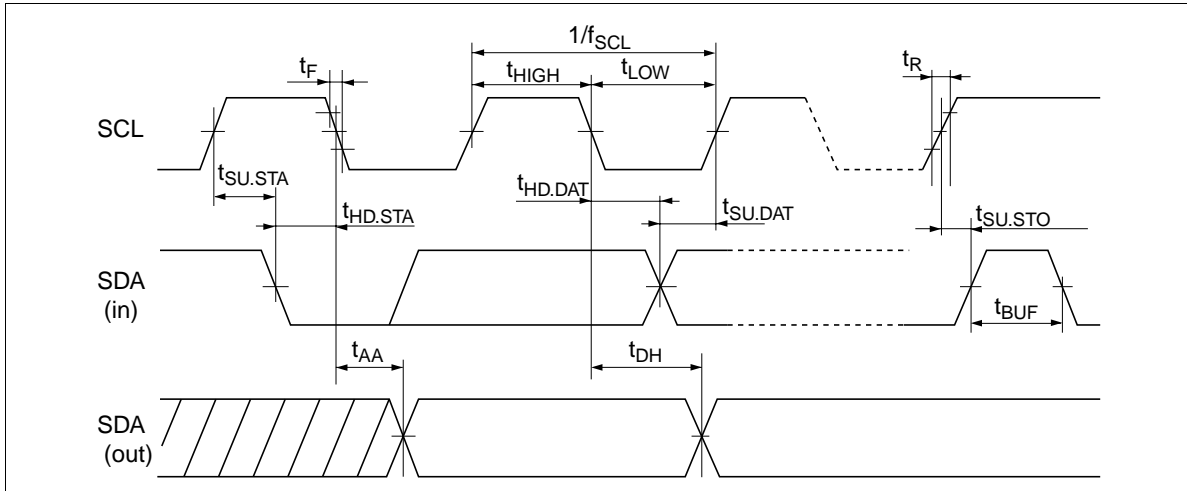 1/fSCL
tF
tHIGH
tLOW
tR
SCL
tSU.STA
tHD.DAT
tHD.STA
tSU.DAT
tSU.STO
SDA
(in)
tBUF
tAA
tDH
SDA
(out)